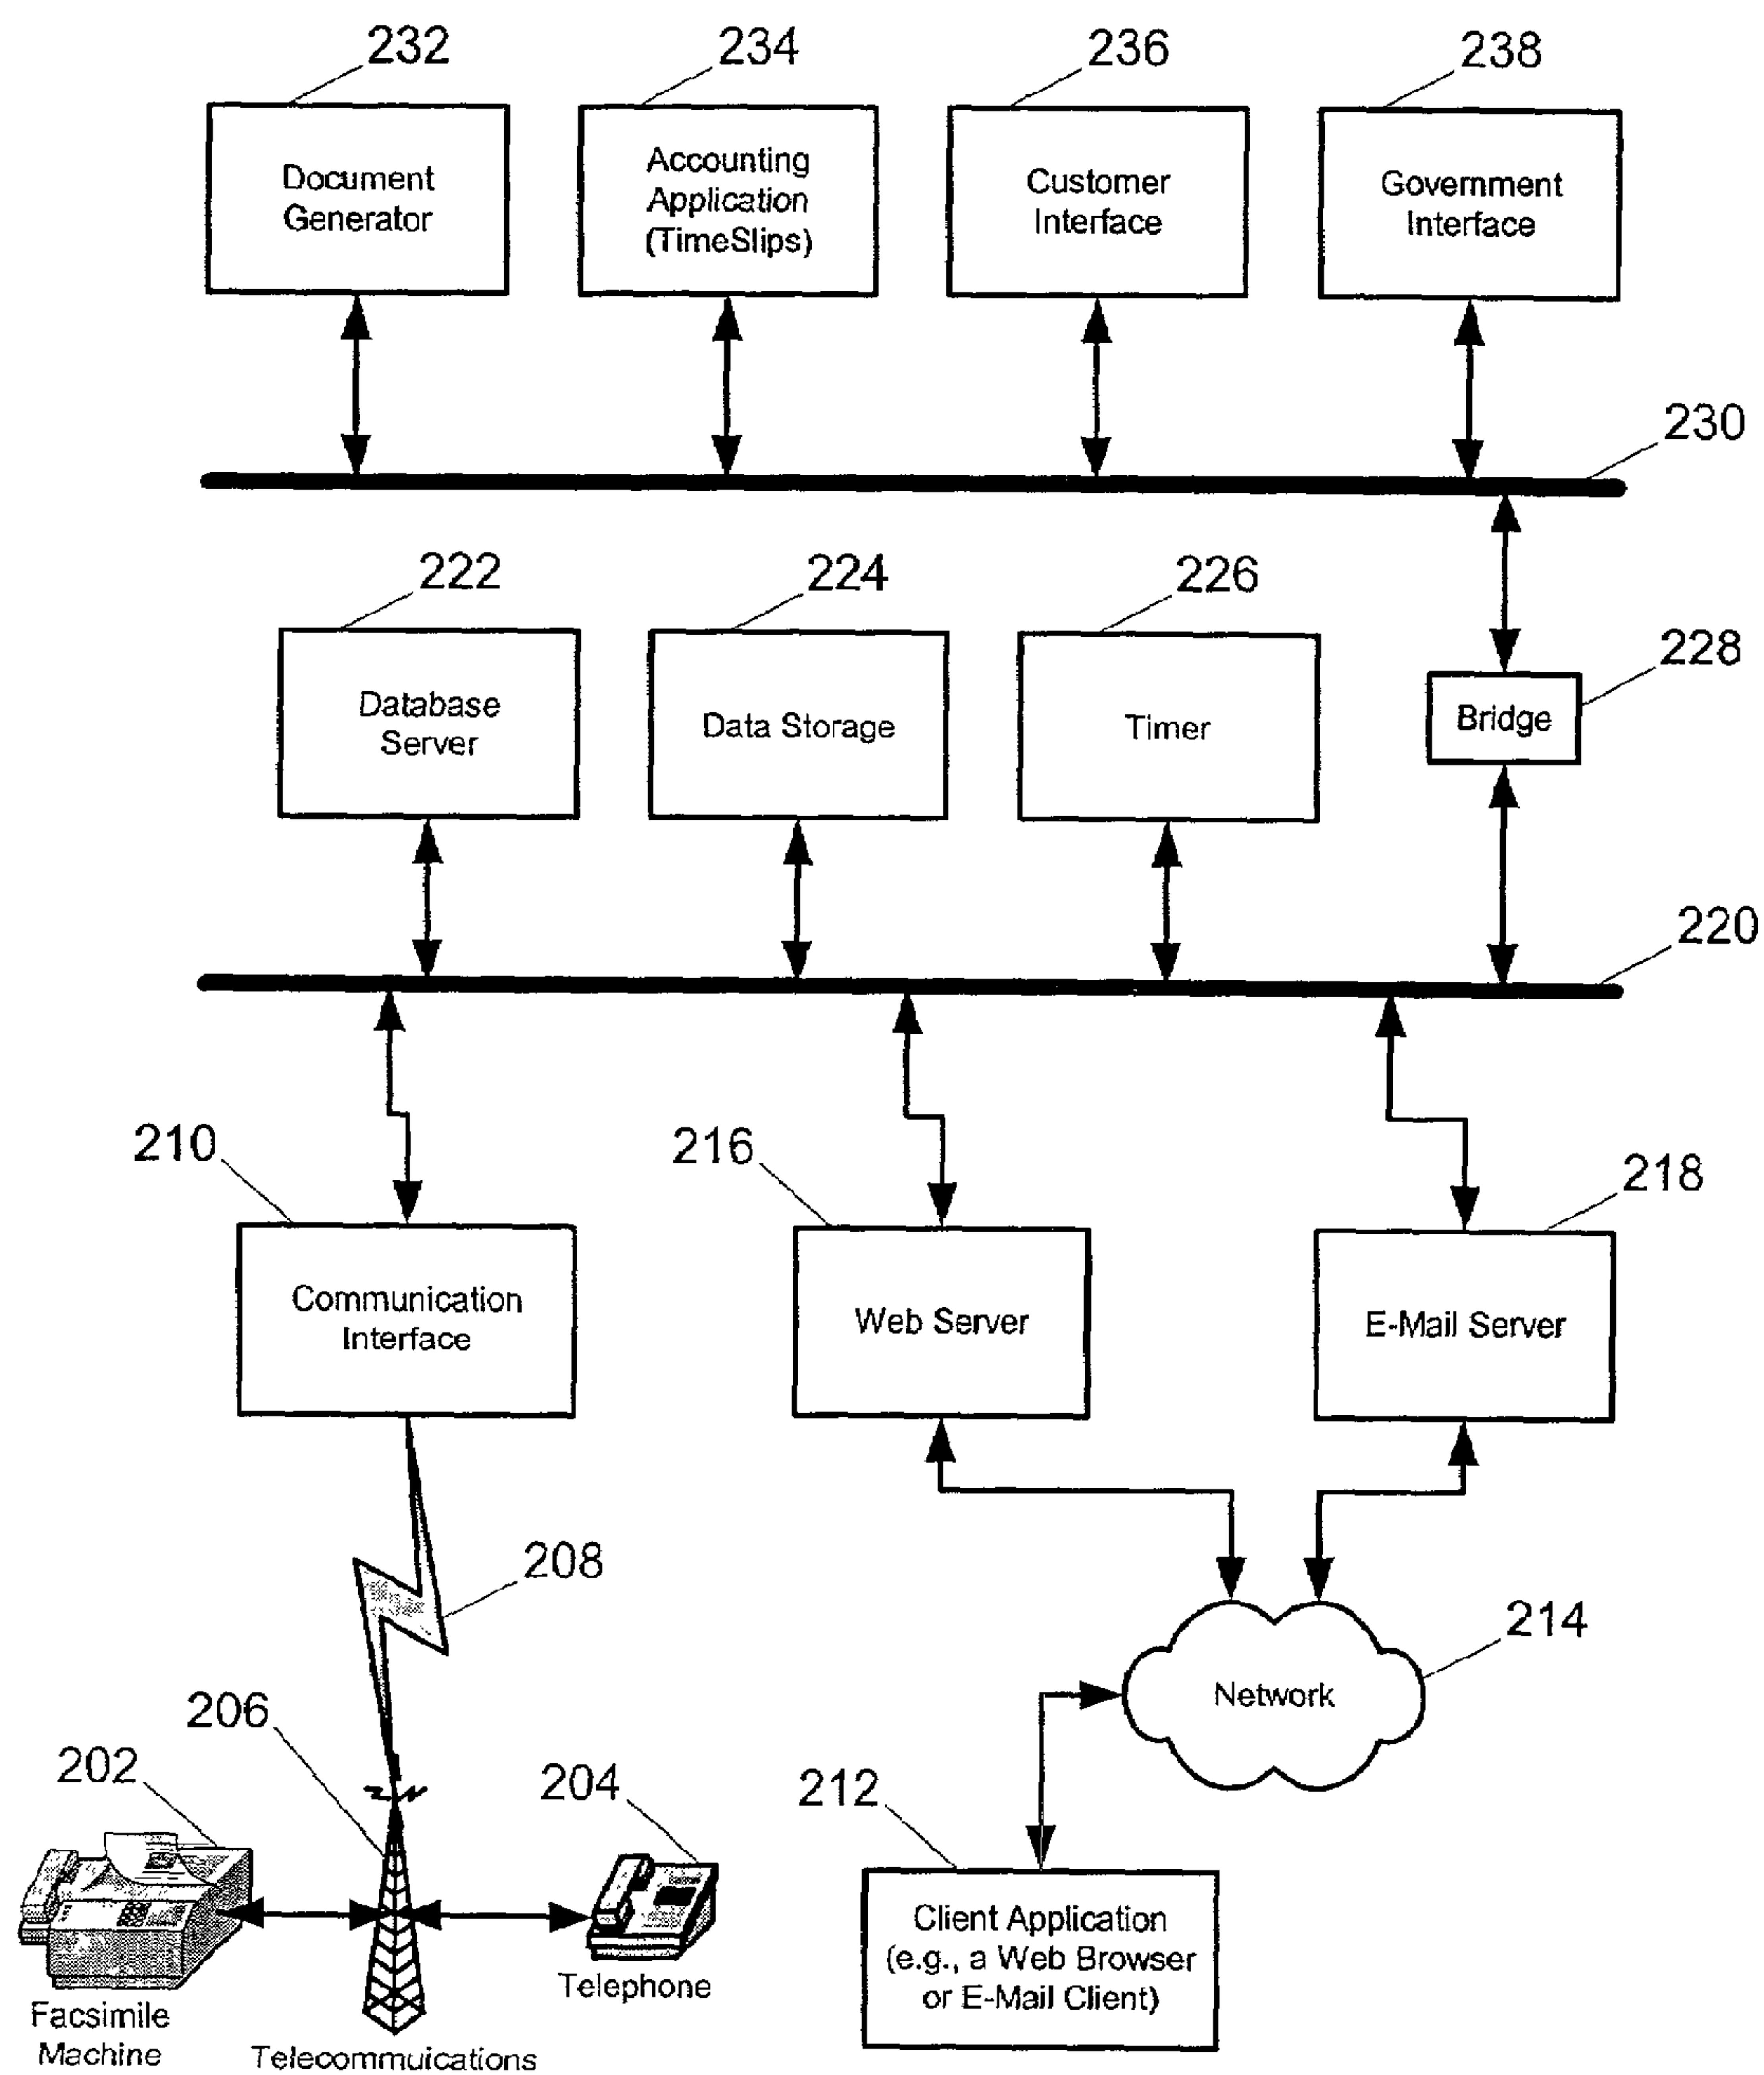 232
234
236
238
Document
Generator
Accounting
Application
(TimeSlips)
Customer
Interface
Government
Interface
230
222
224
226
228
Database
Server
Data Storage
Timer
Bridge
220
210
216
218
Communication
Interface
Web Server
E-Mail Server
208
214
Network
206
202
204
212
Client Application
(e.g., a Web Browser
or E-Mail Client)
Telephone
Facsimile
Machine
Telecommuications